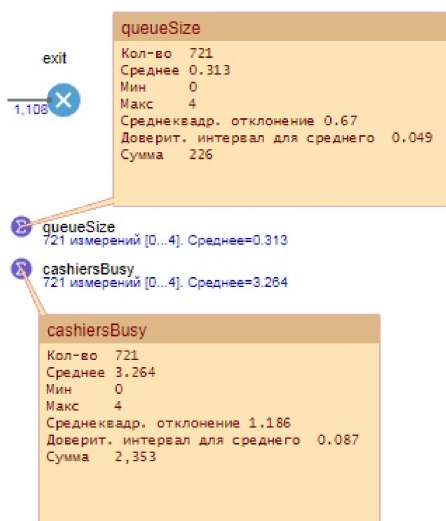 queueSize
Кол-во 721
Среднее 0.313
Мин 0
Макс 4
Среднеквадр. отклонение 0.67
Доверит. интервал для среднего 0.049
Сумма 226
exit
1,108
queueSize
721 измерений [0...4]. Среднее=0.313
cashiersBusy
721 измерений [0...4]. Среднее=3.264
cashiersBusy
Кол-во 721
Среднее 3.264
Мин 0
Макс 4
Среднеквадр. отклонение 1.186
Доверит. интервал для среднего 0.087
Сумма 2,353